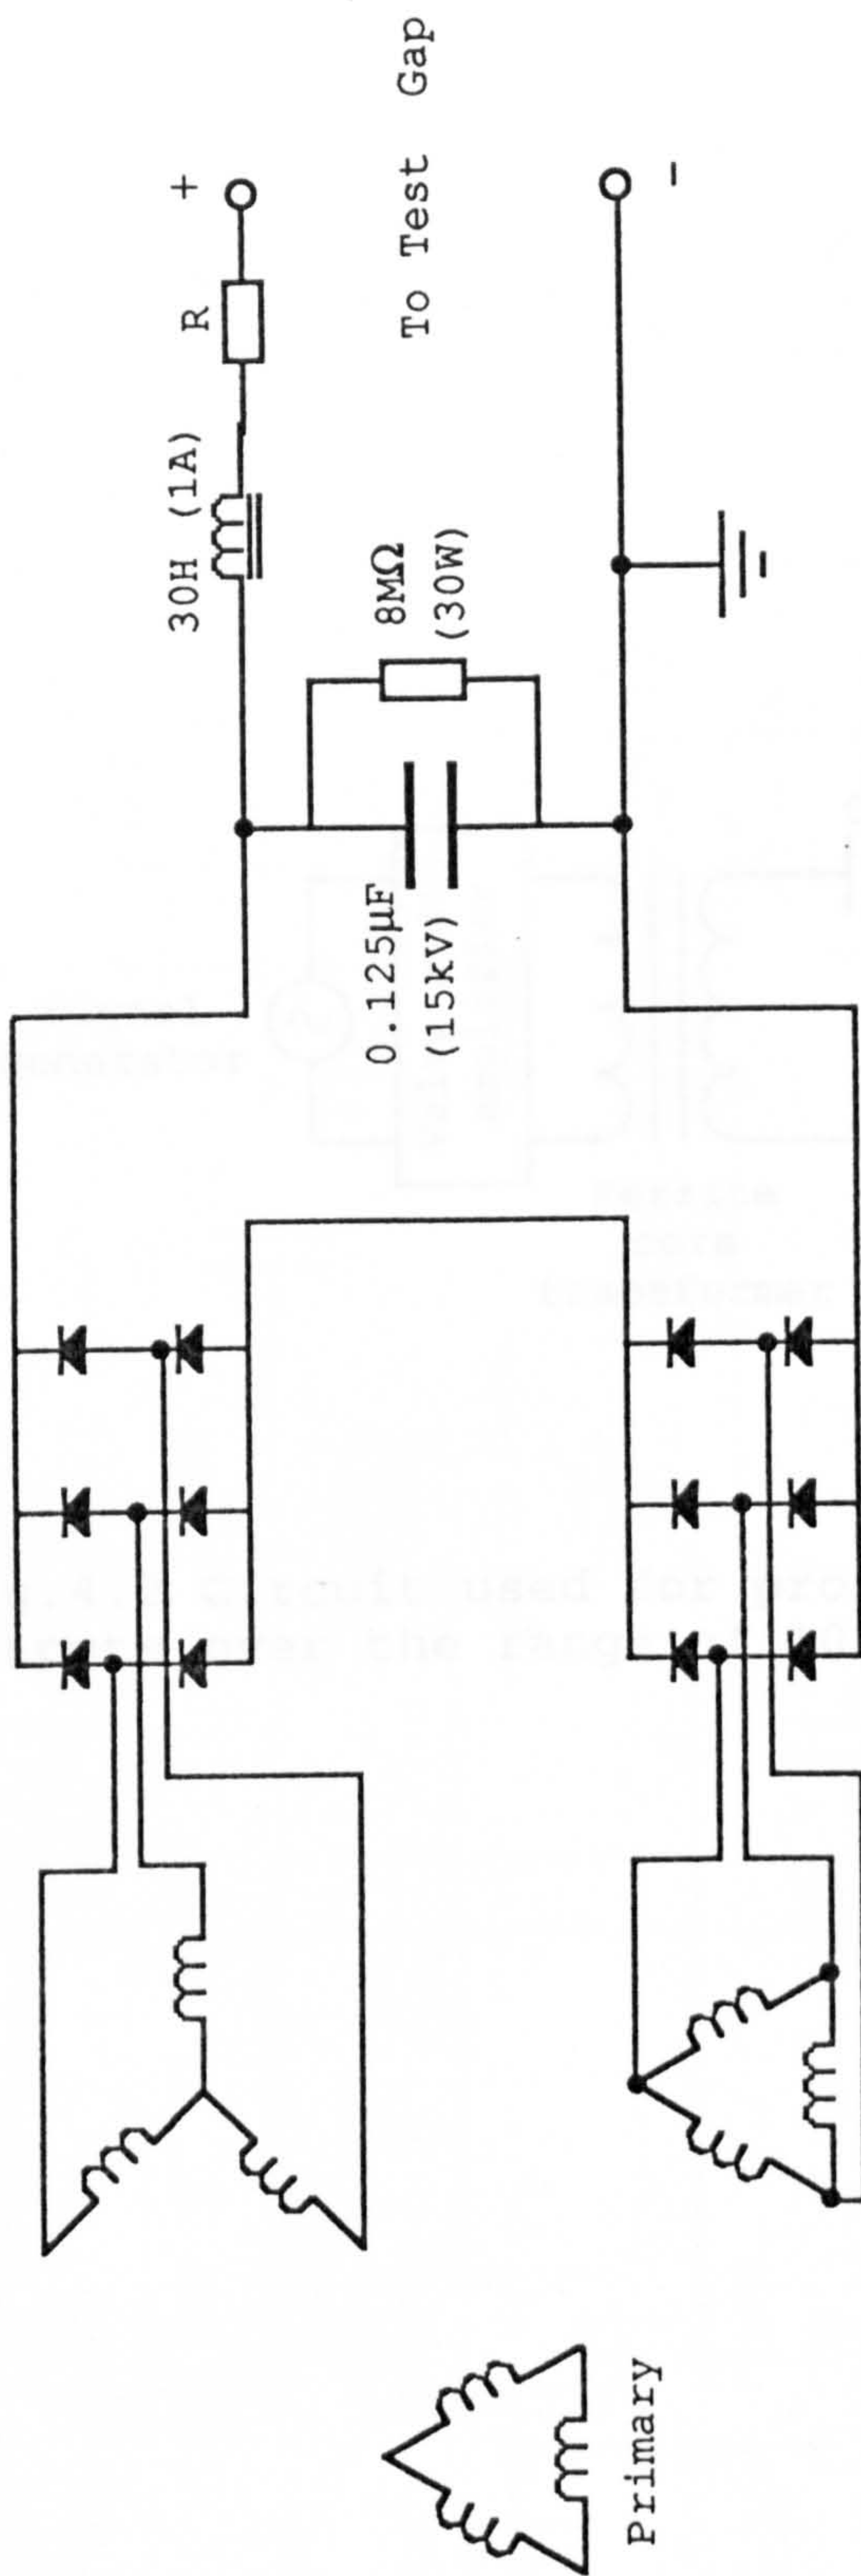 Primary
0.125μF
(15kV)
8MΩ
(30W)
30H (1A)
R
+
-
To Test Gap